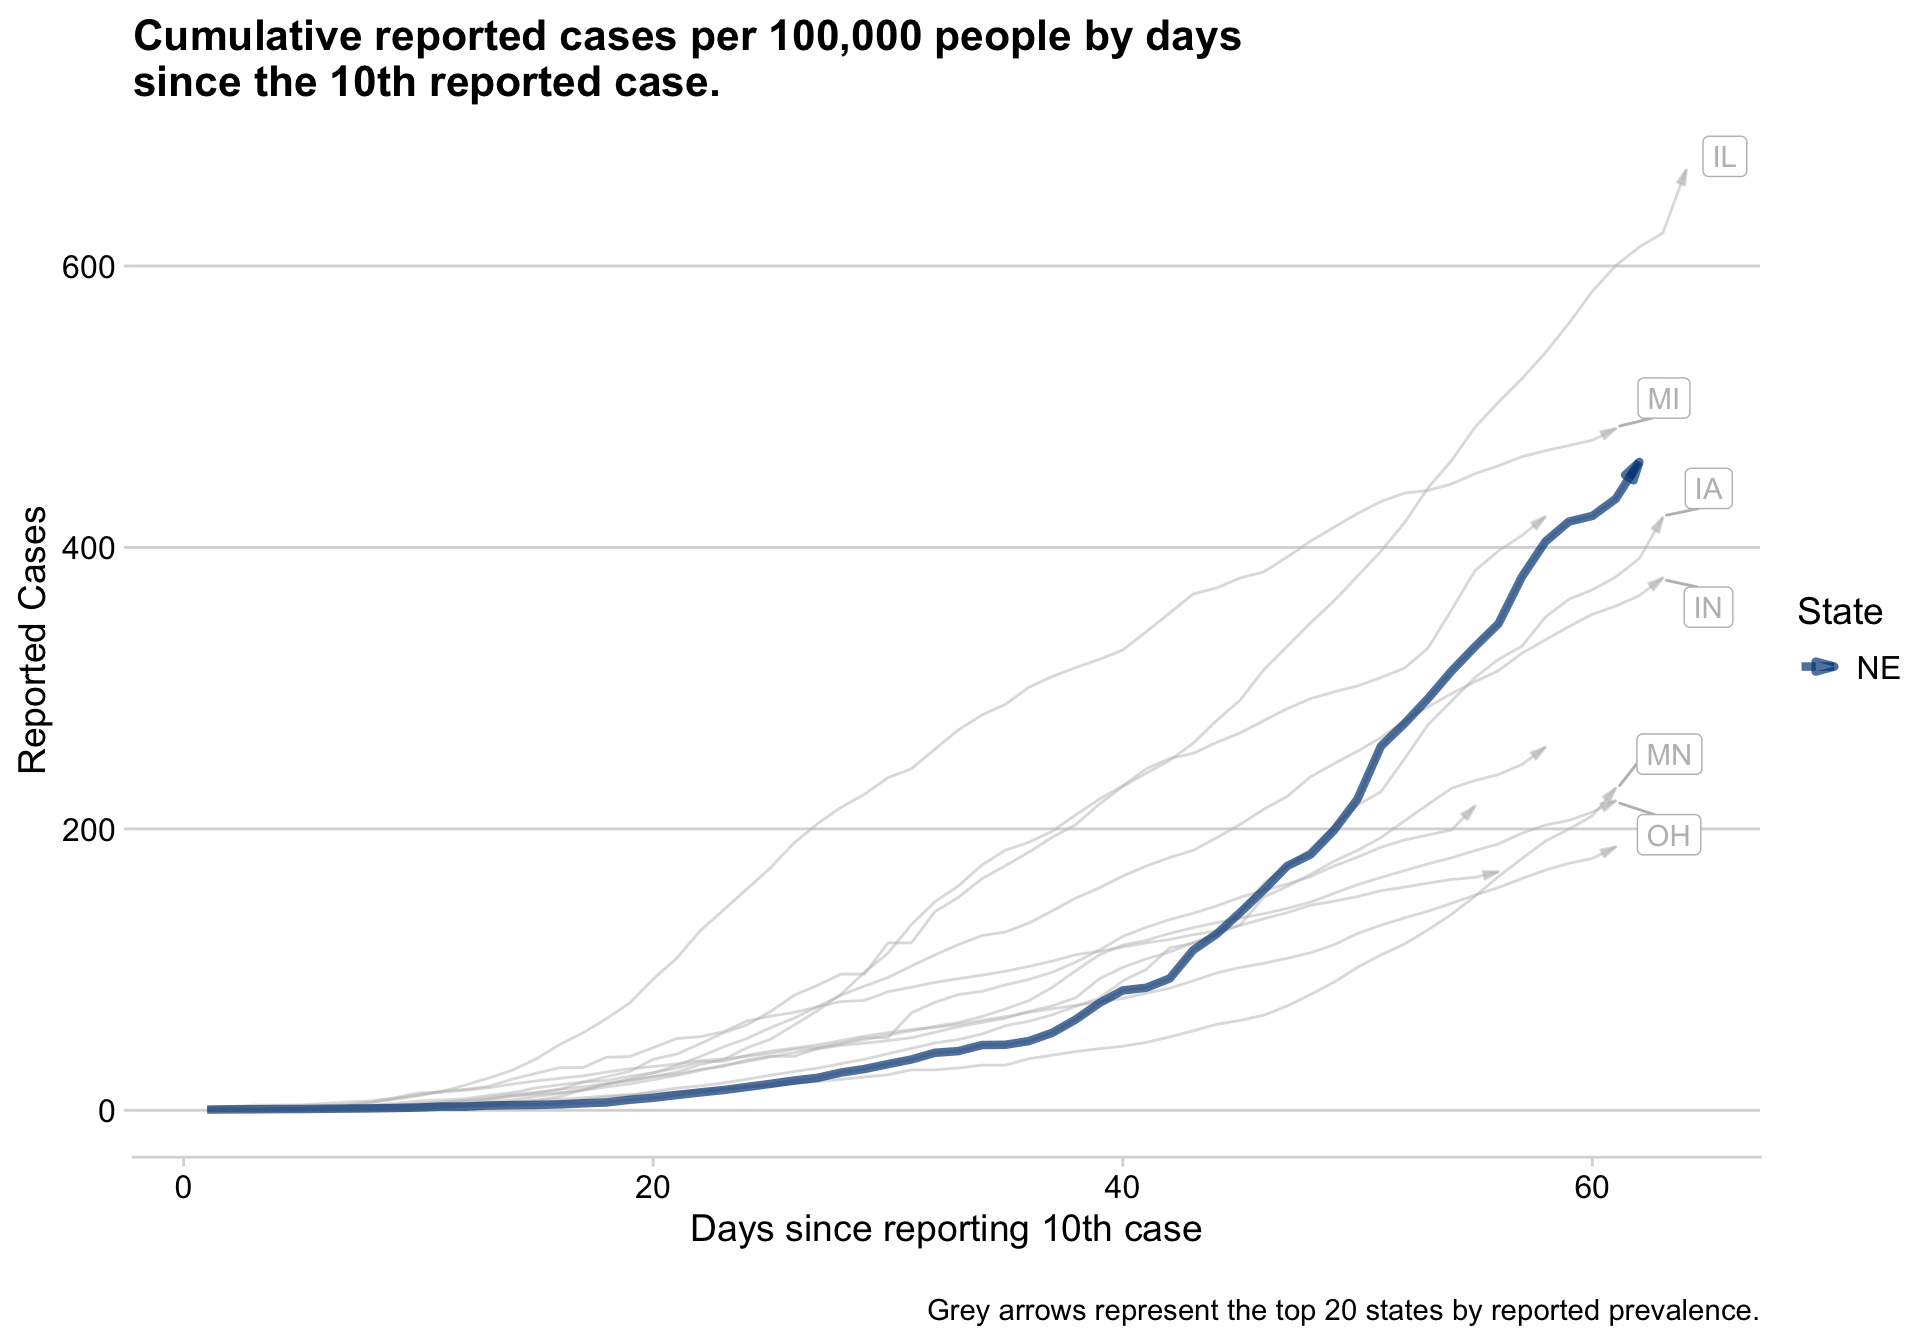 Cumulative reported cases per 100,000 people by days
since the 10th reported case.
IL
600
MI
IA
400
IN
State
NE
MN
200
OH
0
Reported Cases
0 20 40 60
Days since reporting 10th case
Grey arrows represent the top 20 states by reported prevalence.